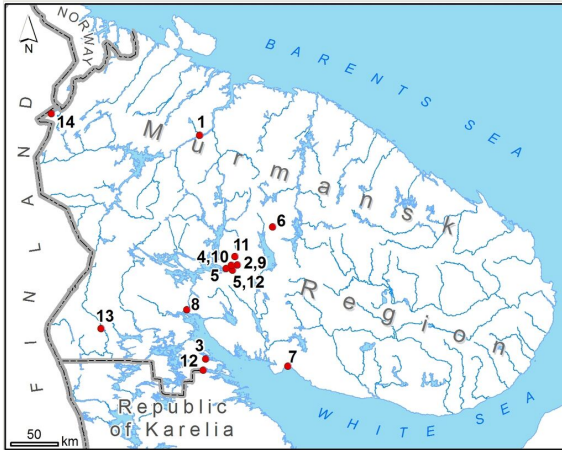 NORWAY
N
BARENTS SEA
14
1
Murmansk
FINLAND
6
11
4,10
2,9
5
5,12
Region
8
13
3
12
7
Republic
of Karelia
WHITE SEA
50
km